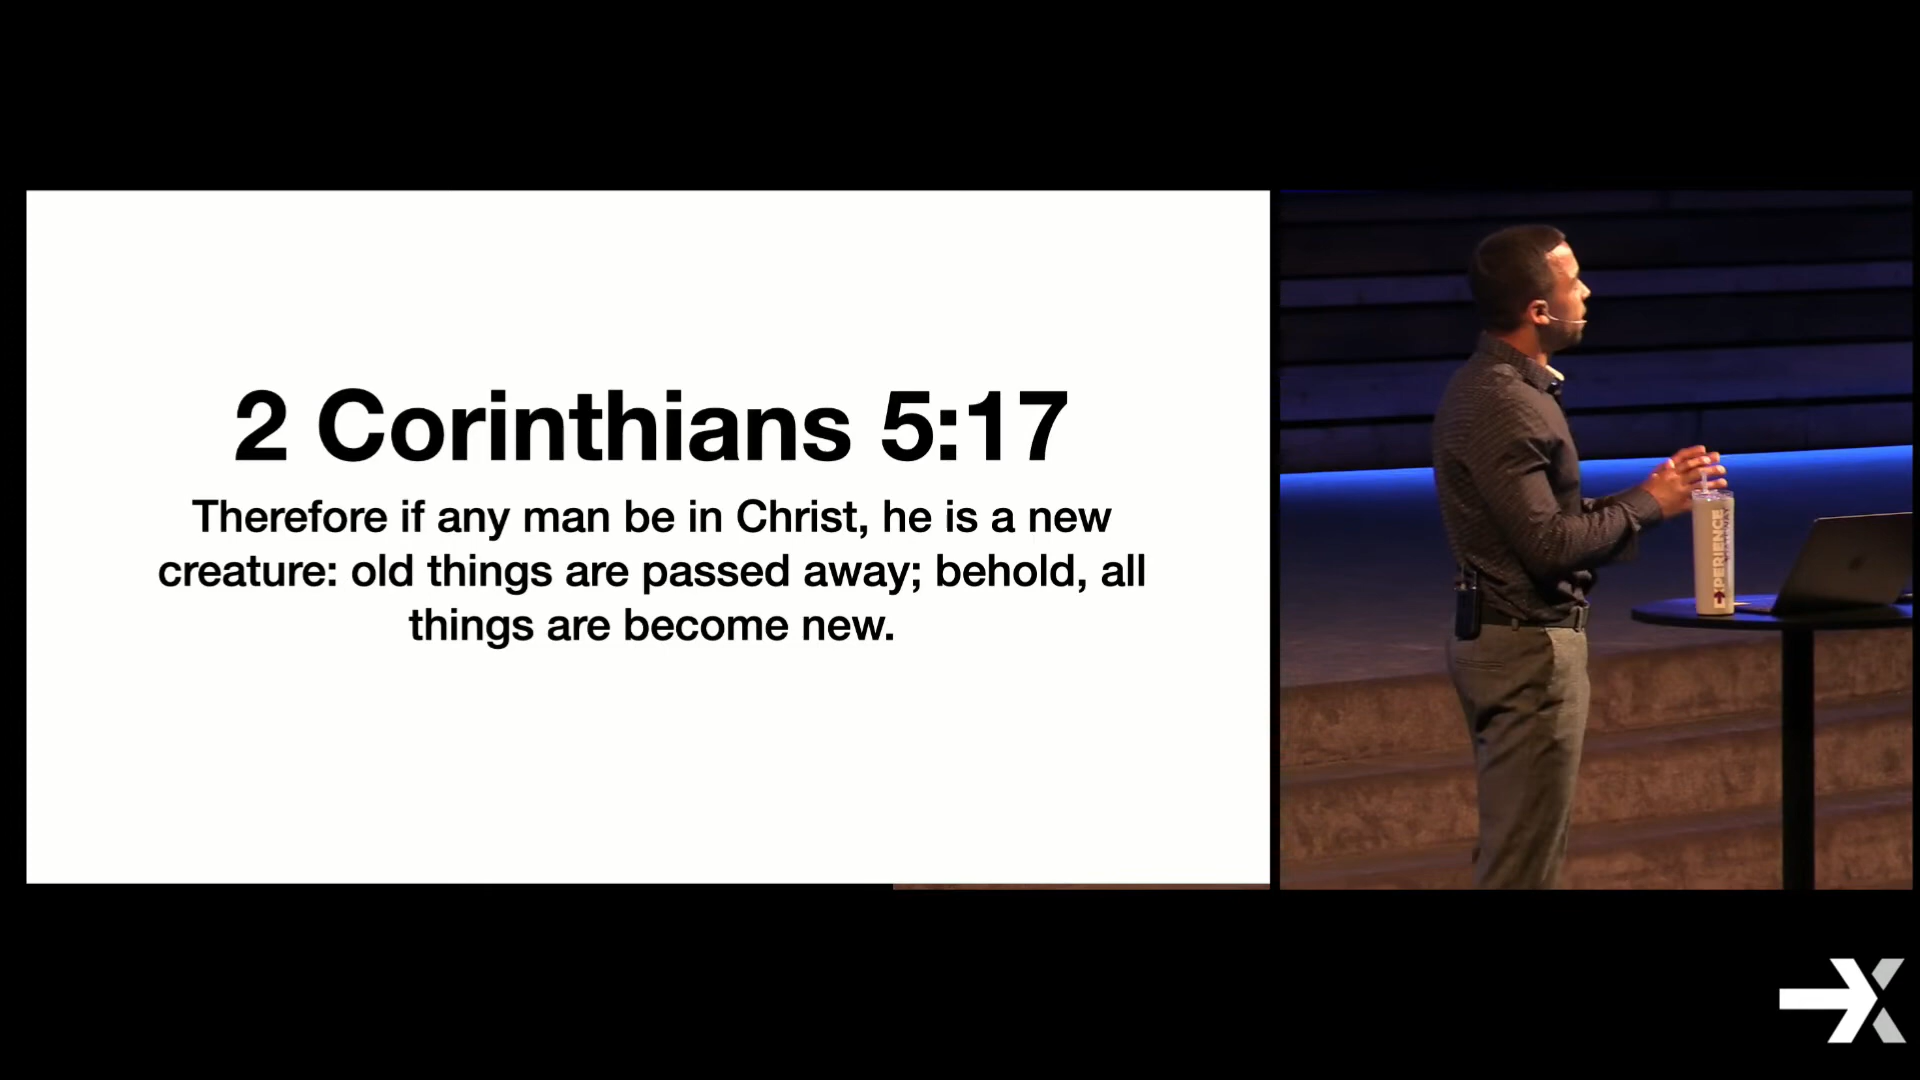 2 Corinthians 5:17
Therefore if any man be in Christ, he is a new
creature: old things are passed away; behold, all
things are become new.
EXPERIENCE
X